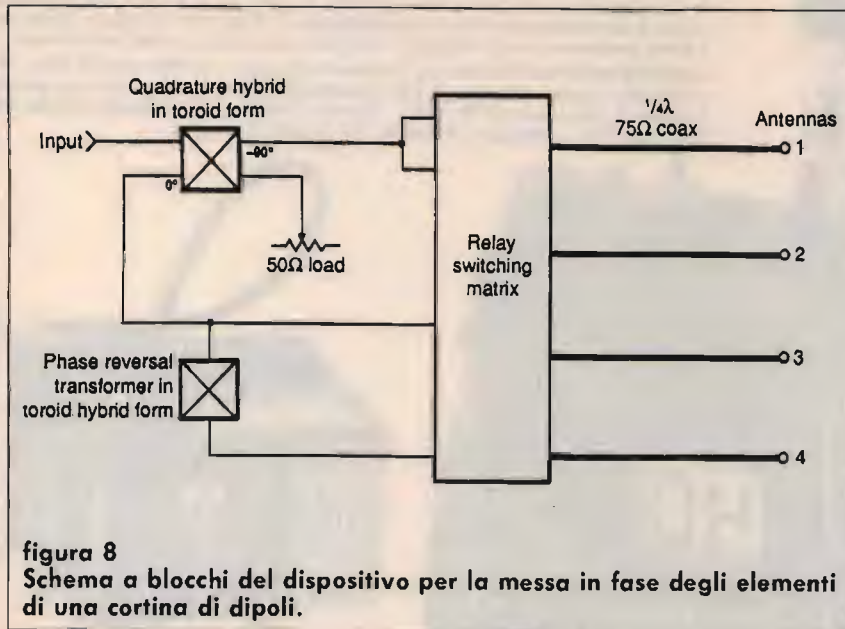 Quadrature hybrid
in toroid form
Input
-90°
0°
50Ω load
Phase reversal
transformer in
toroid hybrid form
Relay
switching
matrix
1/4λ
75Ω coax
Antennas
1
2
3
4
figura 8
Schema a blocchi del dispositivo per la messa in fase degli elementi
di una cortina di dipoli.